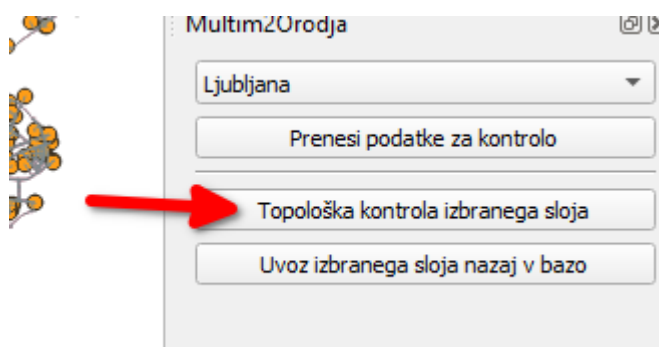 Multim2Orodja
Ljubljana
Prenesi podatke za kontrolo
Topološka kontrola izbranega sloja
Uvoz izbranega sloja nazaj v bazo